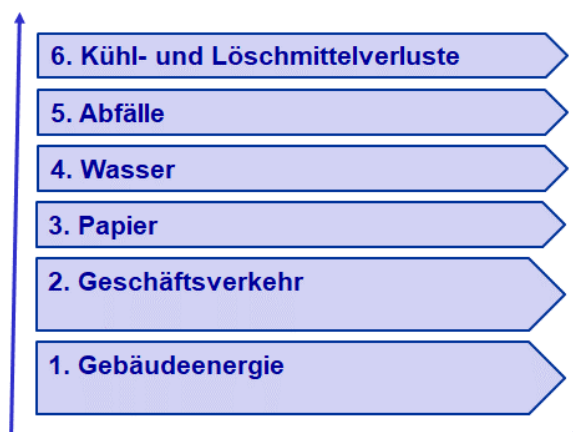 6. Kühl- und Löschmittelverluste
5. Abfälle
4. Wasser
3. Papier
2. Geschäftsverkehr
1. Gebäudeenergie